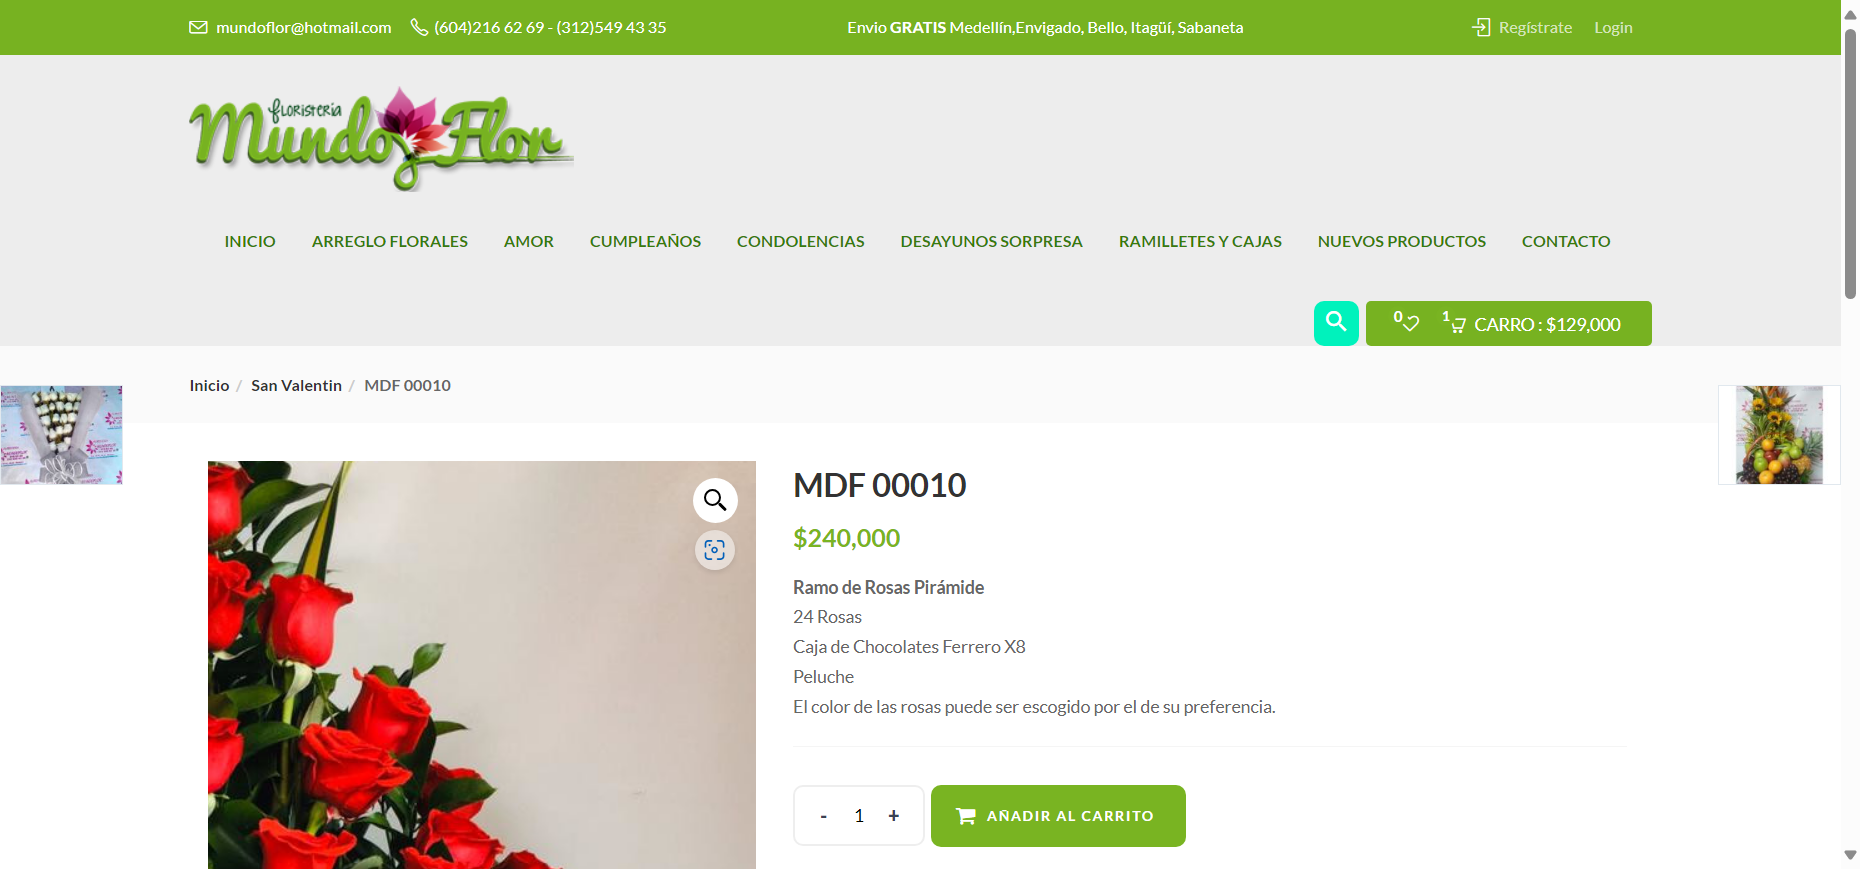 mundoflor@hotmail.com (604)216 62 69 - (312)549 43 35 Envio GRATIS Medellín,Envigado, Bello, Itagüí, Sabaneta Regístrate Login
floristeria
Mundo Flor
INICIO ARREGLO FLORALES AMOR CUMPLEAÑOS CONDOLENCIAS DESAYUNOS SORPRESA RAMILLETES Y CAJAS NUEVOS PRODUCTOS CONTACTO
0 1 CARRO : $129,000
Inicio / San Valentin / MDF 00010
MDF 00010
$240,000
Ramo de Rosas Pirámide
24 Rosas
Caja de Chocolates Ferrero X8
Peluche
El color de las rosas puede ser escogido por el de su preferencia.
- 1 + AÑADIR AL CARRITO